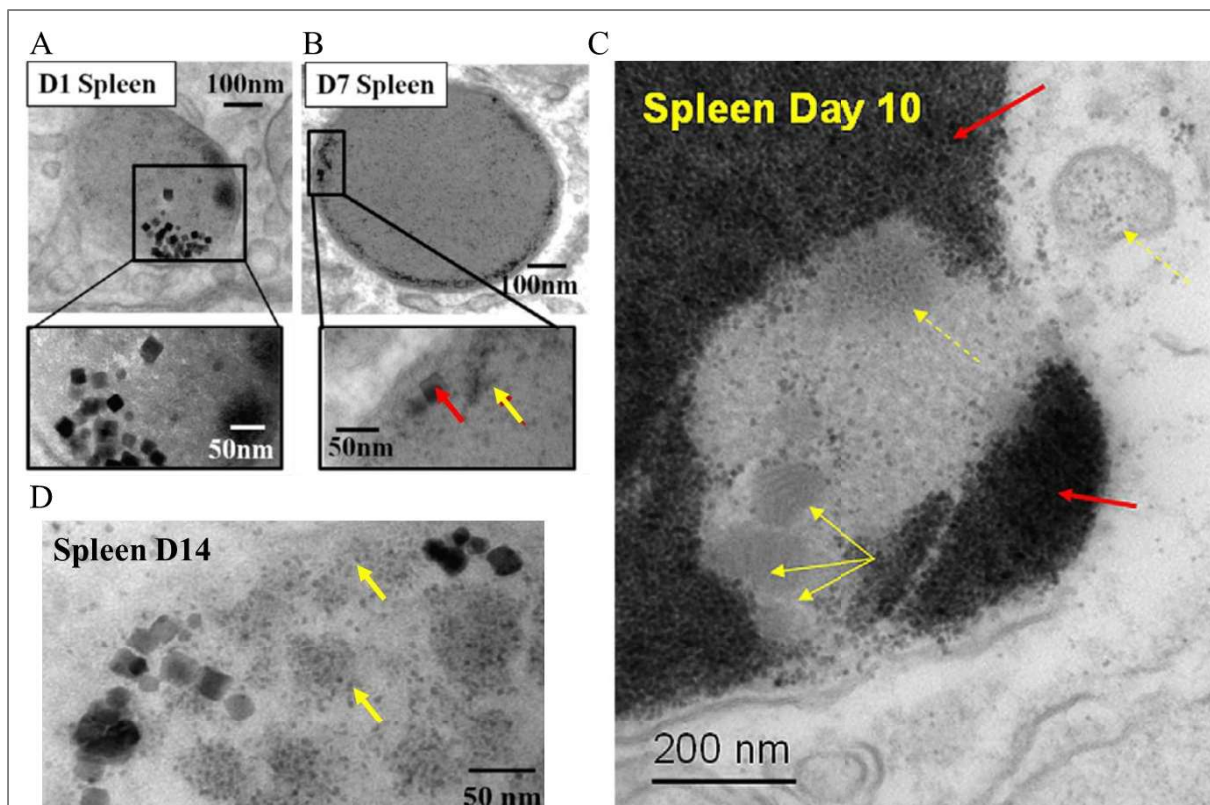 A
B
C
D1 Spleen
100nm
D7 Spleen
100nm
50nm
50nm
Spleen Day 10
200 nm
D
Spleen D14
50 nm